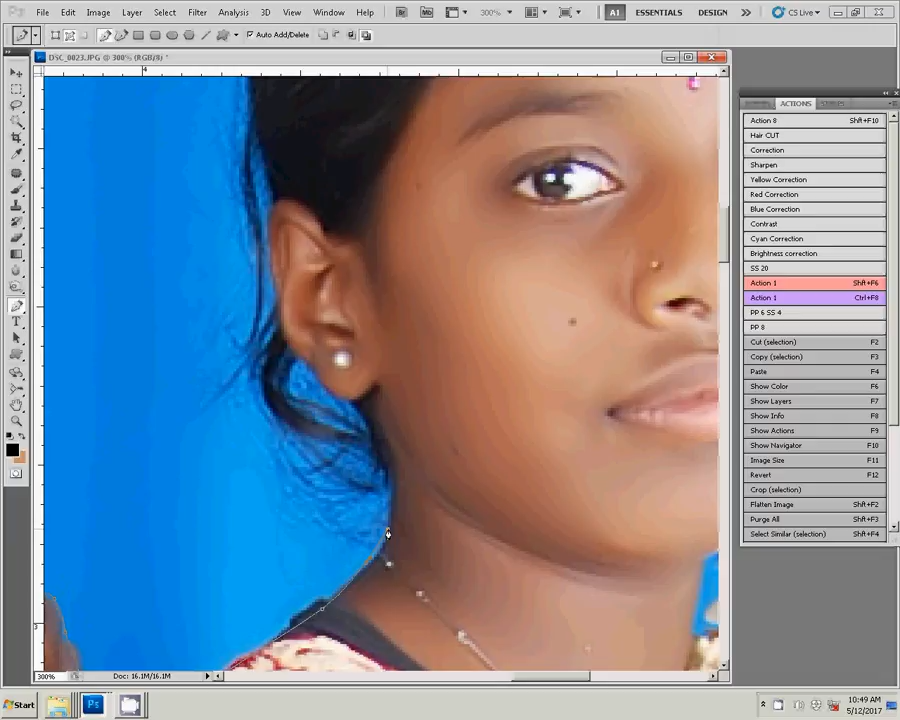 Ps File Edit Image Layer Select Filter Analysis 3D View Window Help Br Mb 300% ESSENTIALS DESIGN CS Live
Auto Add/Delete
DSC_0023.JPG @ 300% (RGB/8) *
4
3
ACTIONS
Action 8 Shft+F10
Hair CUT
Correction
Sharpen
Yellow Correction
Red Correction
Blue Correction
Contrast
Cyan Correction
Brightness correction
SS 20
Action 1 Shft+F6
Action 1 Ctrl+F8
PP 6 SS 4
PP 8
Cut (selection) F2
Copy (selection) F3
Paste F4
Show Color F6
Show Layers F7
Show Info F8
Show Actions F9
Show Navigator F10
Image Size F11
Revert F12
Crop (selection)
Flatten Image Shft+F2
Purge All Shft+F3
Select Similar (selection) Shft+F4
300% Doc: 16.1M/16.1M
Start Ps 10:49 AM
5/12/2017